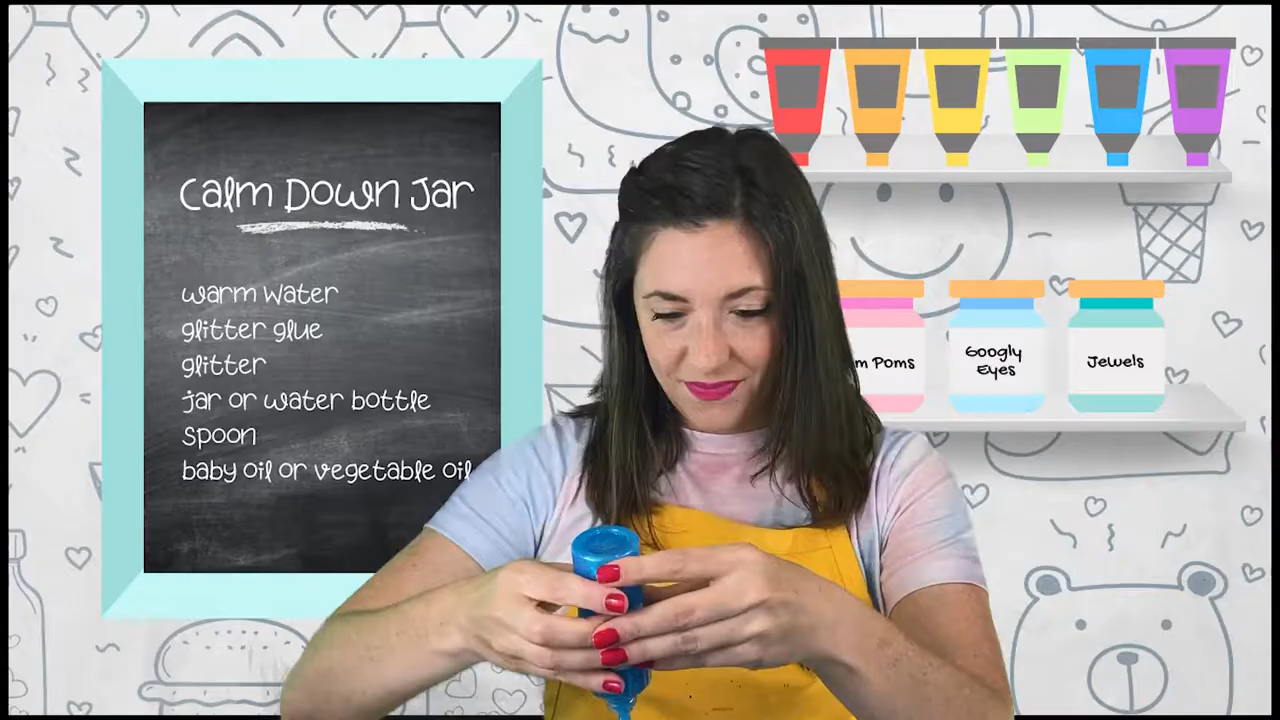 Calm Down Jar
warm water
glitter glue
glitter
jar or water bottle
spoon
baby oil or vegetable oil
m Poms
Googly
Eyes
Jewels